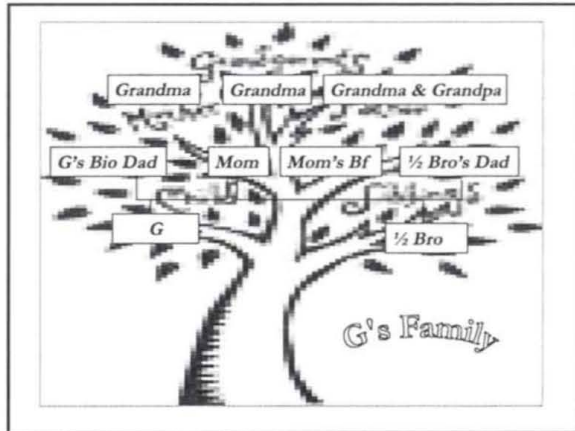 Grandma Grandma Grandma & Grandpa
G's Bio Dad Mom Mom's Bf ½ Bro's Dad
G ½ Bro
G's Family